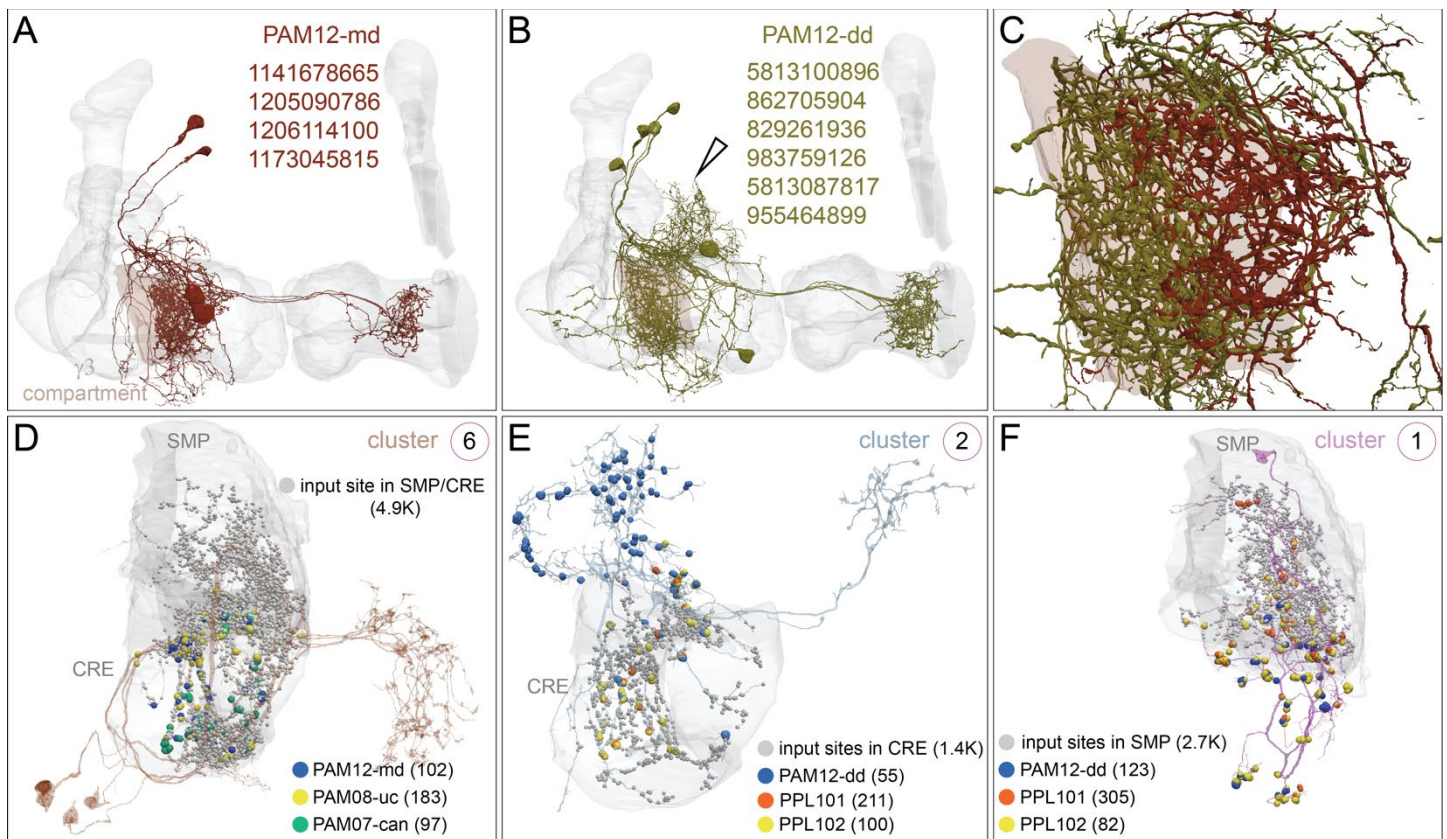 A
PAM12-md
1141678665
1205090786
1206114100
1173045815
γ3
compartment
B
PAM12-dd
5813100896
862705904
829261936
983759126
5813087817
955464899
C
D
SMP
cluster 6
input site in SMP/CRE
(4.9K)
CRE
PAM12-md (102)
PAM08-uc (183)
PAM07-can (97)
E
cluster 2
CRE
input sites in CRE (1.4K)
PAM12-dd (55)
PPL101 (211)
PPL102 (100)
F
SMP cluster 1
input sites in SMP (2.7K)
PAM12-dd (123)
PPL101 (305)
PPL102 (82)